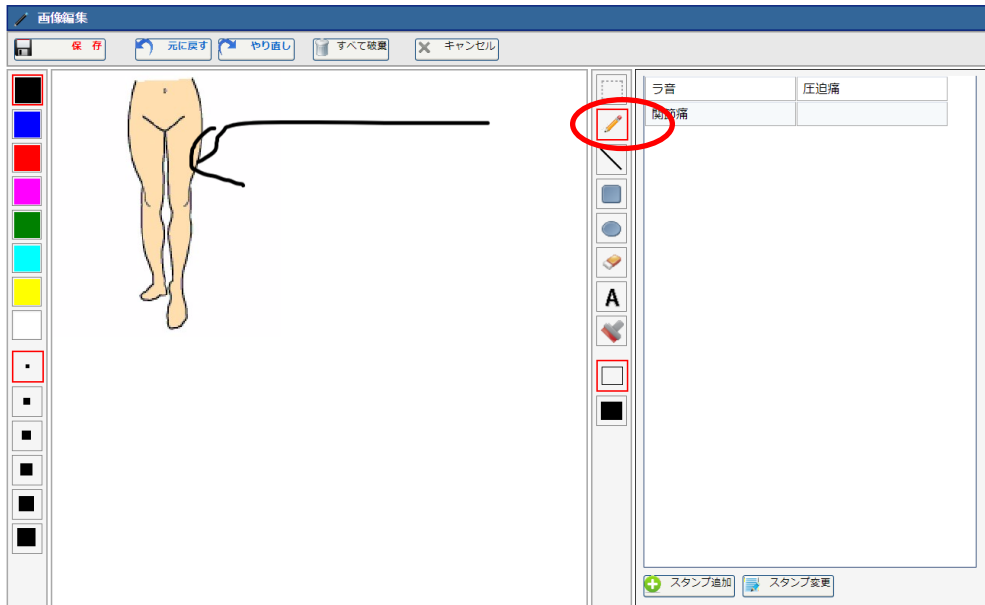 画像編集
保 存 元に戻す やり直し すべて破棄 キャンセル
ラ音 圧迫痛
関節痛
A
スタンプ追加 スタンプ変更